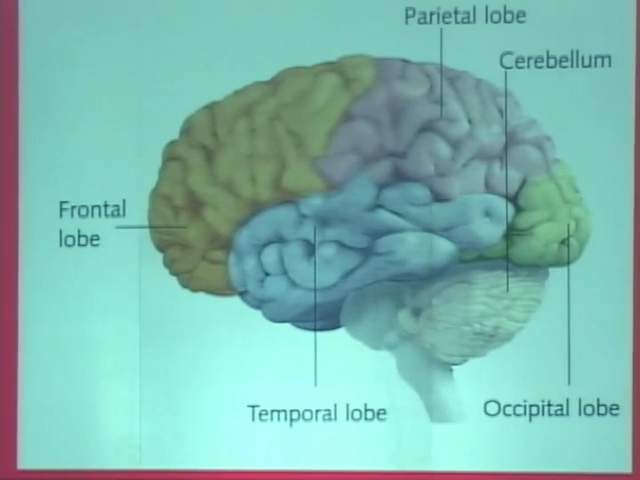 Parietal lobe
Cerebellum
Frontal
lobe
Temporal lobe
Occipital lobe